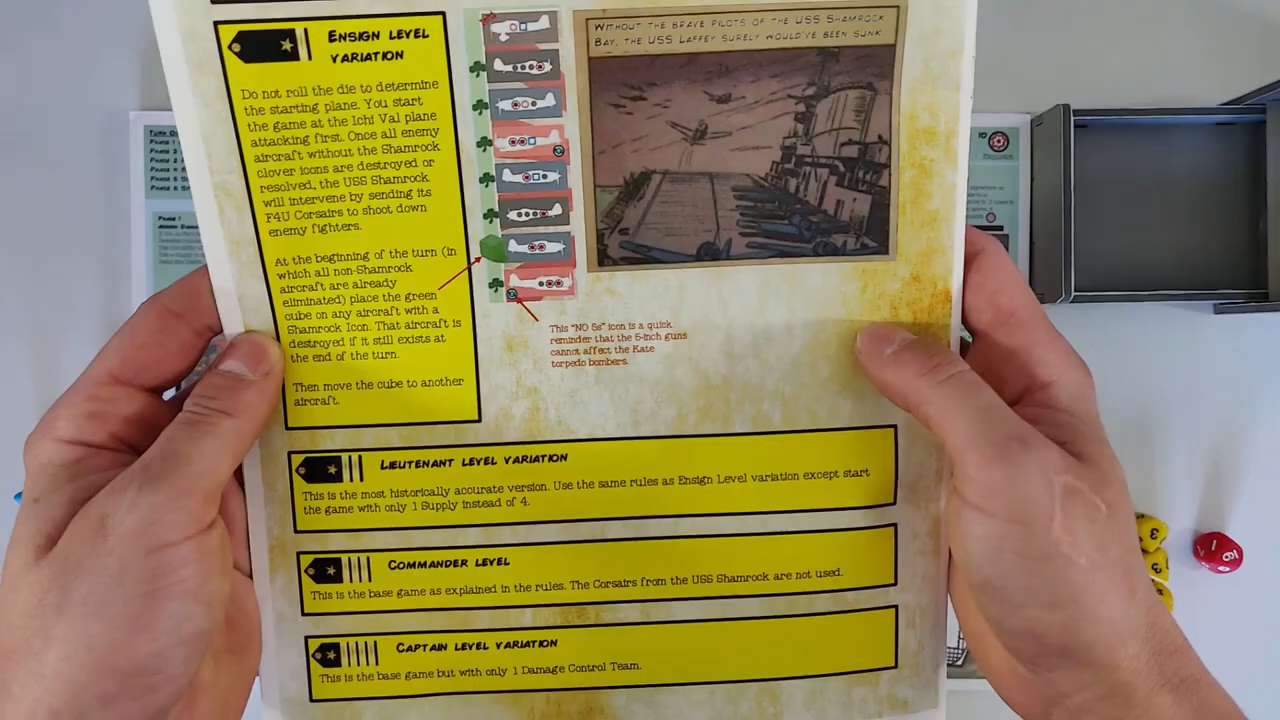 ENSIGN LEVEL
VARIATION
Do not roll the die to determine
the starting plane. You start
the game at the Ichi Val plane
attacking first. Once all enemy
aircraft without the Shamrock
clover icons are destroyed or
resolved, the USS Shamrock
will intervene by sending its
F4U Corsairs to shoot down
enemy fighters.
At the beginning of the turn (in
which all non-Shamrock
aircraft are already
eliminated) place the green
cube on any aircraft with a
Shamrock Icon. That aircraft is
destroyed if it still exists at
the end of the turn.
Then move the cube to another
aircraft.
WITHOUT THE BRAVE PILOTS OF THE USS SHAMROCK
BAY, THE USS LAFFEY SURELY WOULD'VE BEEN SUNK
This "NO 5s" icon is a quick
reminder that the 5-inch guns
cannot affect the Kate
torpedo bombers.
LIEUTENANT LEVEL VARIATION
This is the most historically accurate version. Use the same rules as Ensign Level variation except start
the game with only 1 Supply instead of 4.
COMMANDER LEVEL
This is the base game as explained in the rules. The Corsairs from the USS Shamrock are not used.
CAPTAIN LEVEL VARIATION
This is the base game but with only 1 Damage Control Team.